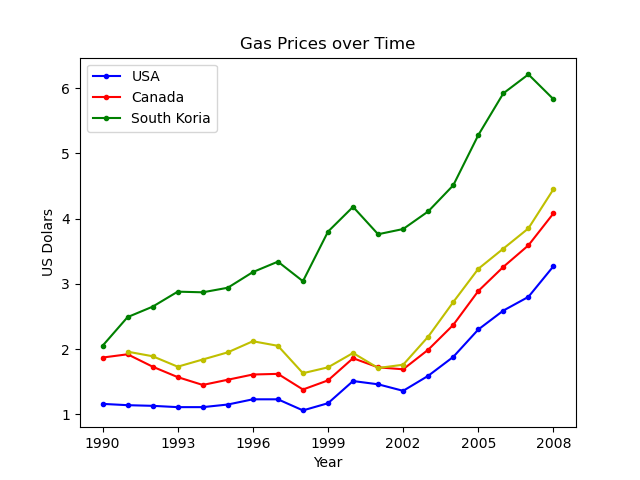 Gas Prices over Time
USA
Canada
South Koria
6
5
4
3
2
1
US Dolars
1990 1993 1996 1999 2002 2005 2008
Year